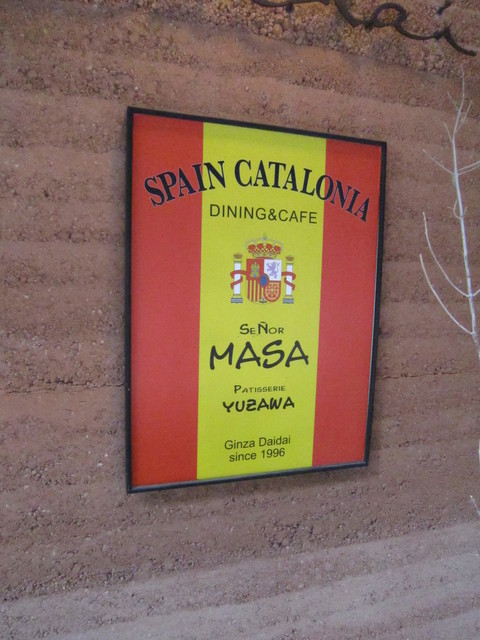 SPAIN CATALONIA
DINING&CAFE
SEÑOR
MASA
PATISSERIE
YUZAWA
Ginza Daidai
since 1996